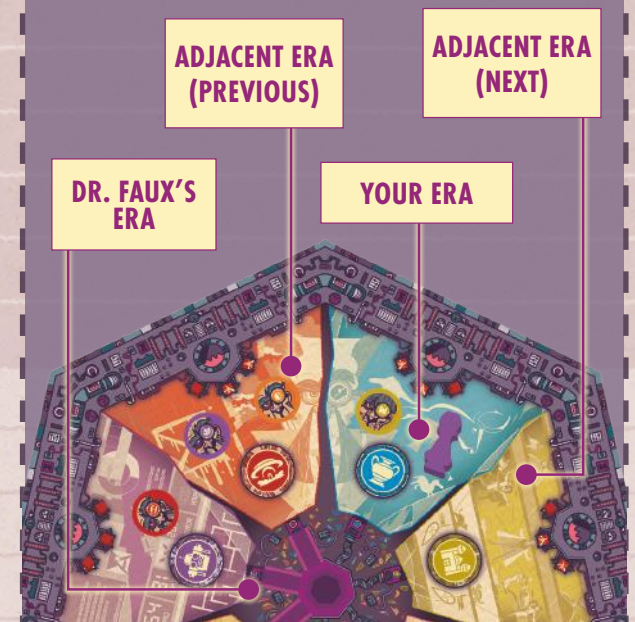 ADJACENT ERA
(PREVIOUS)
ADJACENT ERA
(NEXT)
DR. FAUX'S
ERA
YOUR ERA